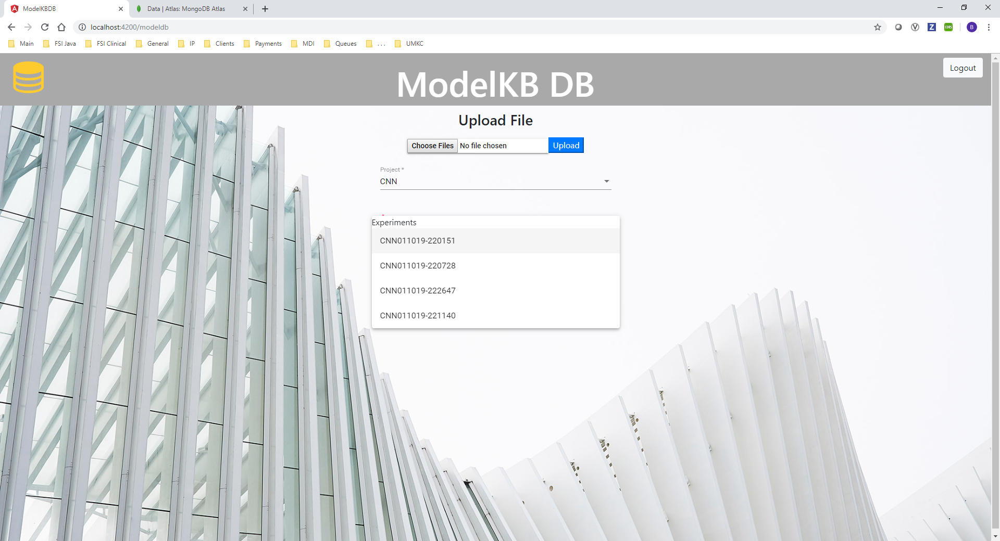 ModelKBDB
Data | Atlas: MongoDB Atlas
localhost:4200/modeldb
Z
CORS
B
Main
FSI Java
FSI Clinical
General
IP
Clients
Payments
MDI
Queues
. . .
UMKC
ModelKB DB
Logout
Upload File
Choose Files No file chosen Upload
Project *
CNN
*
Experiments
CNN011019-220151
CNN011019-220728
CNN011019-222647
CNN011019-221140